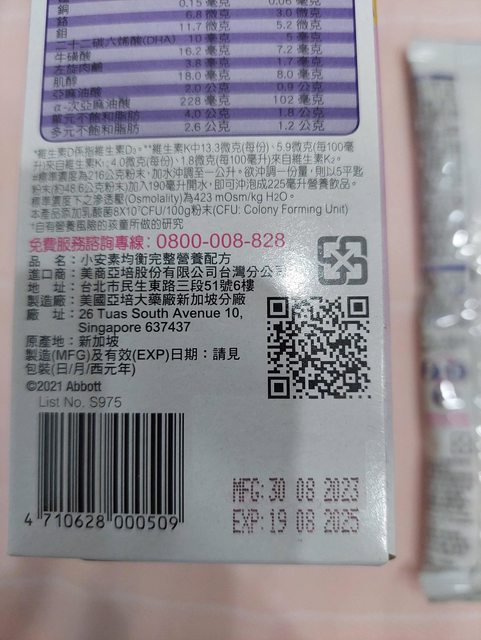 銅 0.15 毫克 0.06 毫克
鉻 6.8 微克 3.0 微克
鉬 11.7 微克 5.2 微克
二十二碳六烯酸(DHA) 10 毫克 5 毫克
牛磺酸 16.2 毫克 7.2 毫克
左旋肉鹼 3.8 毫克 1.7 毫克
肌醇 18.0 毫克 8.0 毫克
亞麻油酸 2.0 公克 0.9 公克
α-次亞麻油酸 228 毫克 102 毫克
單元不飽和脂肪 4.0 公克 1.8 公克
多元不飽和脂肪 2.6 公克 1.2 公克
*維生素D係指維生素D₃。**維生素K中13.3微克(每份)、5.9微克(每100毫
升)來自維生素K₁;4.0微克(每份)、1.8微克(每100毫升)來自維生素K₂。
#標準濃度為216公克粉末,加水沖調至一公升。欲沖調一份量,則以5平匙
粉末(約48.6公克粉末)加入190毫升開水,即可沖泡成225毫升營養飲品。
標準濃度下之滲透壓(Osmolality)為423 mOsm/kg H₂O。
本產品添加乳酸菌8X10⁷CFU/100g粉末(CFU: Colony Forming Unit)
†自有營養風險的孩童所做的研究
免費服務諮詢專線:0800-008-828
品 名:小安素均衡完整營養配方
進口商:美商亞培股份有限公司台灣分公司
地 址:台北市民生東路三段51號6樓
製造廠:美國亞培大藥廠新加坡分廠
廠 址:26 Tuas South Avenue 10,
Singapore 637437
原產地:新加坡
製造(MFG)及有效(EXP)日期:請見
包裝(日/月/西元年)
©2021 Abbott
List No. S975
MFG:30 08 2023
EXP:19 08 2025
4 710628 000509